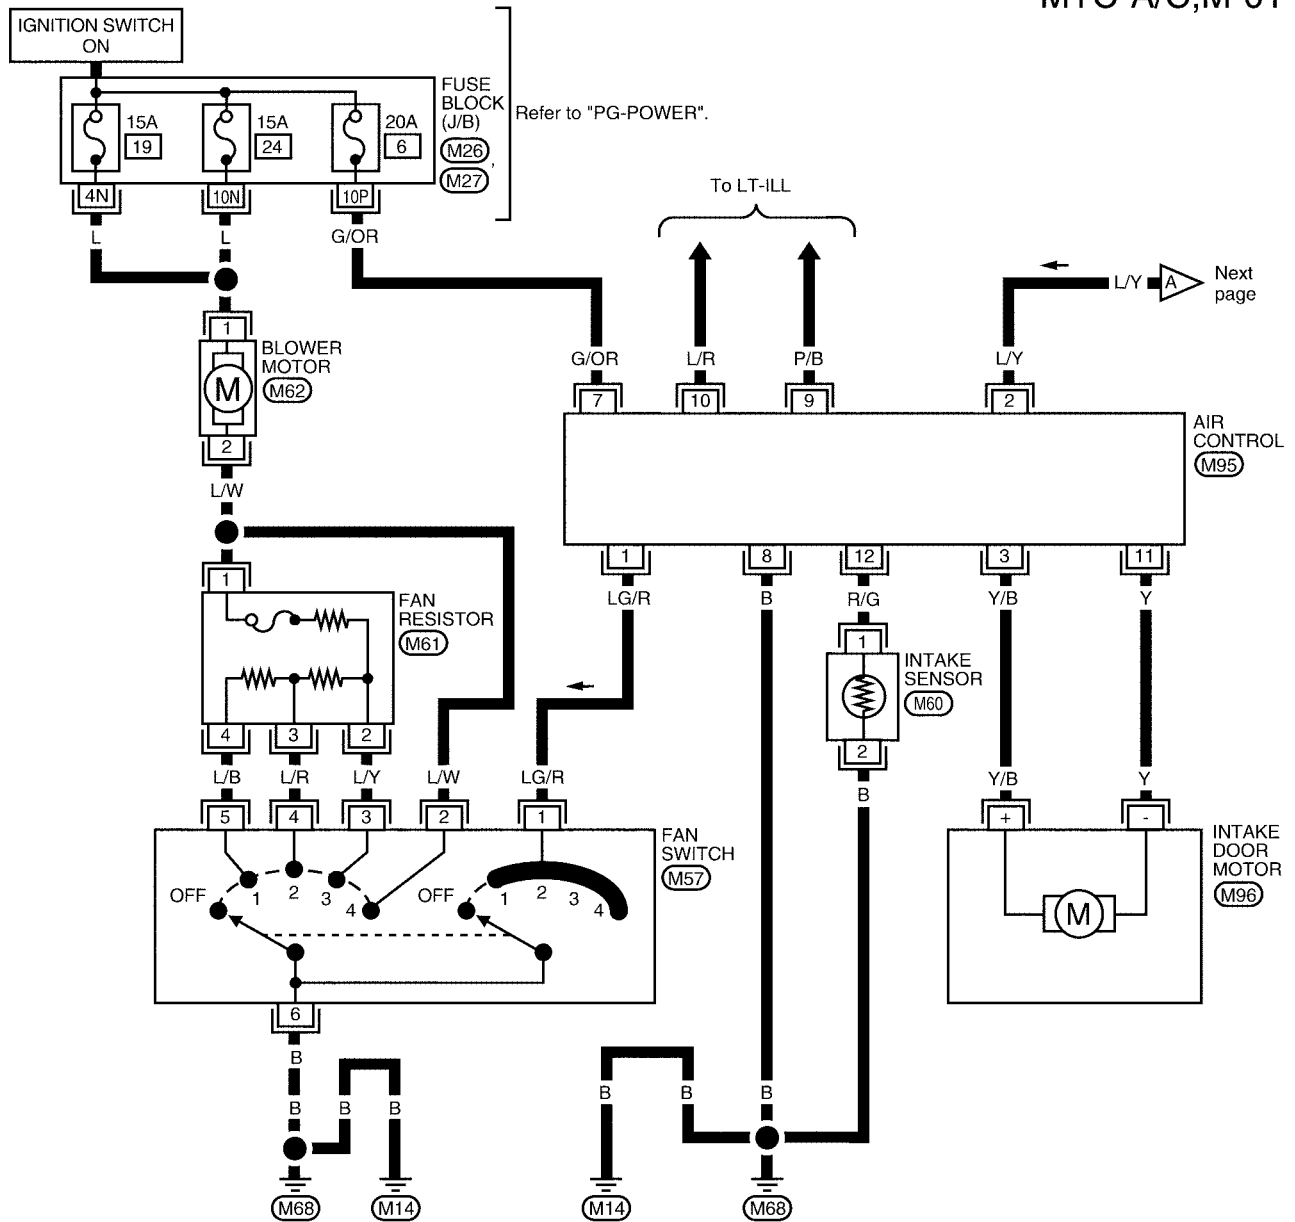 IGNITION SWITCH
ON
FUSE
BLOCK
(J/B)
M26
,
M27
Refer to "PG-POWER".
15A
19
15A
24
20A
6
4N
10N
10P
L
L
G/OR
To LT-ILL
L/Y
A
Next
page
1
BLOWER
MOTOR
M62
M
2
L/W
G/OR
L/R
P/B
L/Y
7
10
9
2
AIR
CONTROL
M95
1
8
12
3
11
LG/R
B
R/G
Y/B
Y
1
FAN
RESISTOR
M61
4
3
2
L/B
L/R
L/Y
L/W
LG/R
1
INTAKE
SENSOR
M60
2
B
Y/B
Y
5
4
3
2
1
FAN
SWITCH
M57
OFF
1
2
3
4
OFF
1
2
3
4
6
+
-
INTAKE
DOOR
MOTOR
M96
M
B
B
B
B
B
B
B
M68
M14
M14
M68